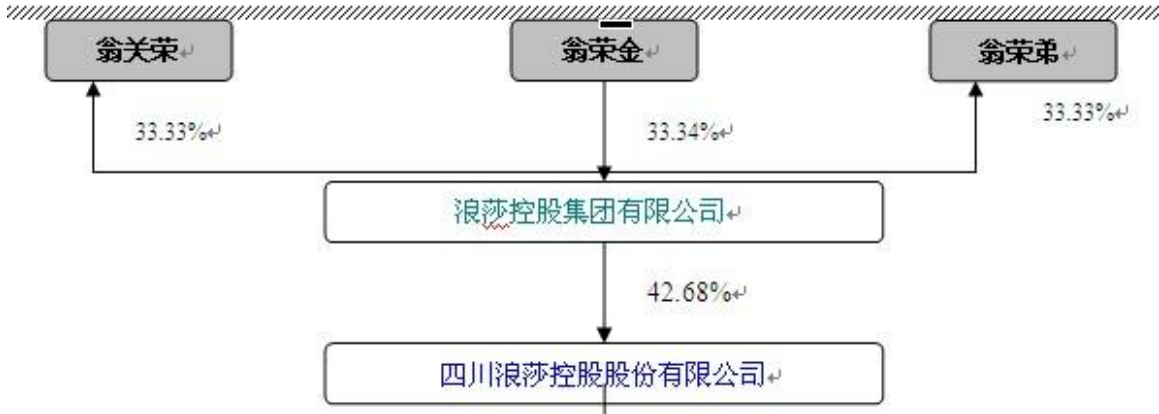 翁关荣
翁荣金
翁荣弟
33.33%
33.34%
33.33%
浪莎控股集团有限公司
42.68%
四川浪莎控股股份有限公司